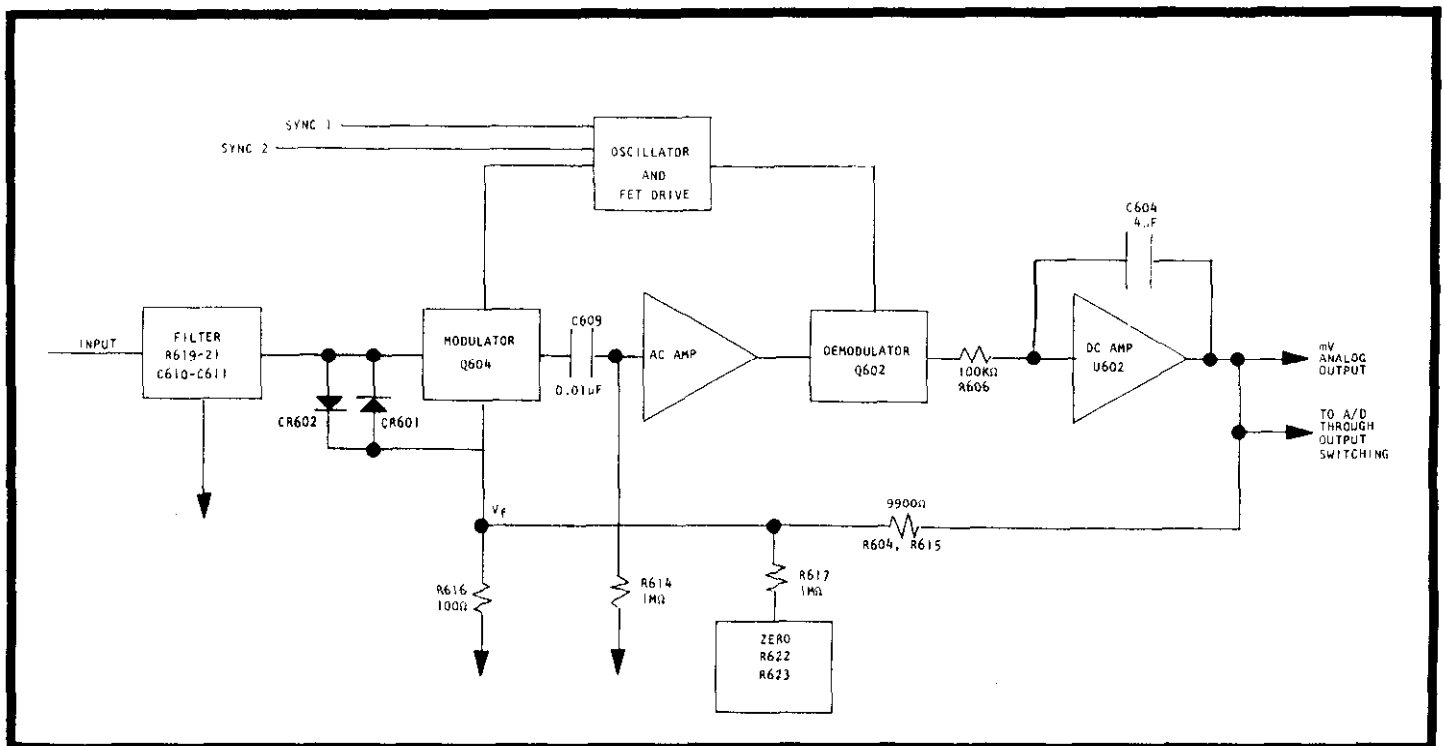 SYNC 1
SYNC 2
OSCILLATOR
AND
FET DRIVE
C604
4µF
INPUT
FILTER
R619-21
C610-C611
CR602
CR601
MODULATOR
Q604
C609
0.01µF
AC AMP
DEMODULATOR
Q602
100KΩ
R606
DC AMP
U602
mV
ANALOG
OUTPUT
TO A/D
THROUGH
OUTPUT
SWITCHING
Vf
9900Ω
R604, R615
R616
100Ω
R614
1MΩ
R617
1MΩ
ZERO
R622
R623